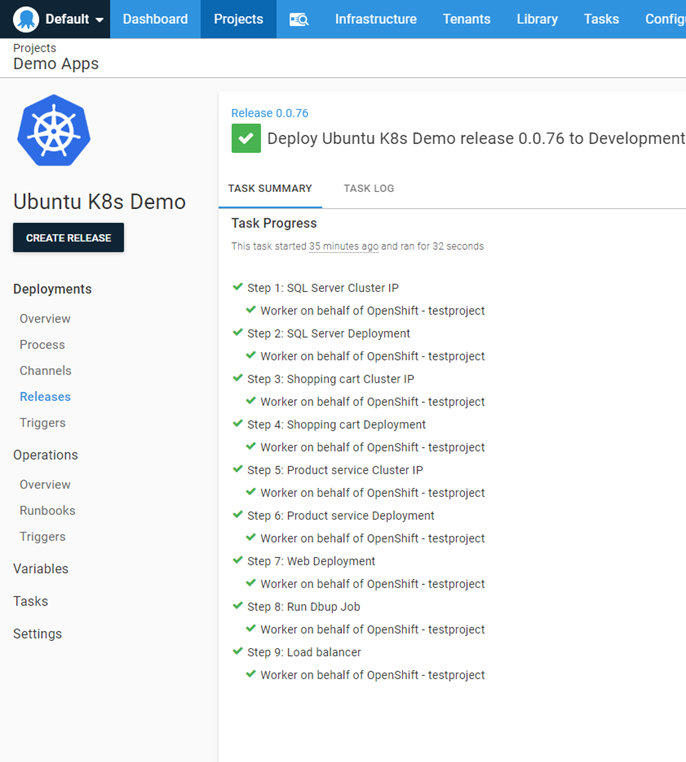 Default Dashboard Projects Infrastructure Tenants Library Tasks Config
Projects
Demo Apps
Ubuntu K8s Demo
CREATE RELEASE
Deployments
Overview
Process
Channels
Releases
Triggers
Operations
Overview
Runbooks
Triggers
Variables
Tasks
Settings
Release 0.0.76
Deploy Ubuntu K8s Demo release 0.0.76 to Development
TASK SUMMARY TASK LOG
Task Progress
This task started 35 minutes ago and ran for 32 seconds
Step 1: SQL Server Cluster IP
Worker on behalf of OpenShift - testproject
Step 2: SQL Server Deployment
Worker on behalf of OpenShift - testproject
Step 3: Shopping cart Cluster IP
Worker on behalf of OpenShift - testproject
Step 4: Shopping cart Deployment
Worker on behalf of OpenShift - testproject
Step 5: Product service Cluster IP
Worker on behalf of OpenShift - testproject
Step 6: Product service Deployment
Worker on behalf of OpenShift - testproject
Step 7: Web Deployment
Worker on behalf of OpenShift - testproject
Step 8: Run Dbup Job
Worker on behalf of OpenShift - testproject
Step 9: Load balancer
Worker on behalf of OpenShift - testproject